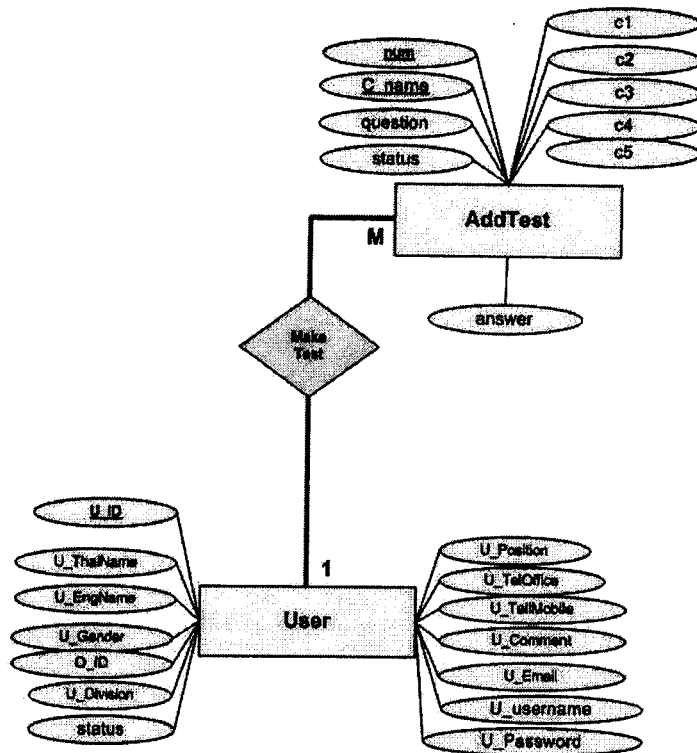 num
C_name
question
status
c1
c2
c3
c4
c5
AddTest
M
answer
Make
Test
1
User
U_ID
U_ThaiName
U_EngName
U_Gender
O_ID
U_Division
status
U_Position
U_TelOffice
U_TellMobile
U_Comment
U_Email
U_username
U_Password